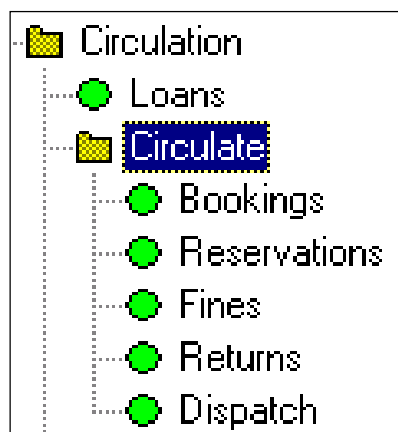 Circulation
Loans
Circulate
Bookings
Reservations
Fines
Returns
Dispatch